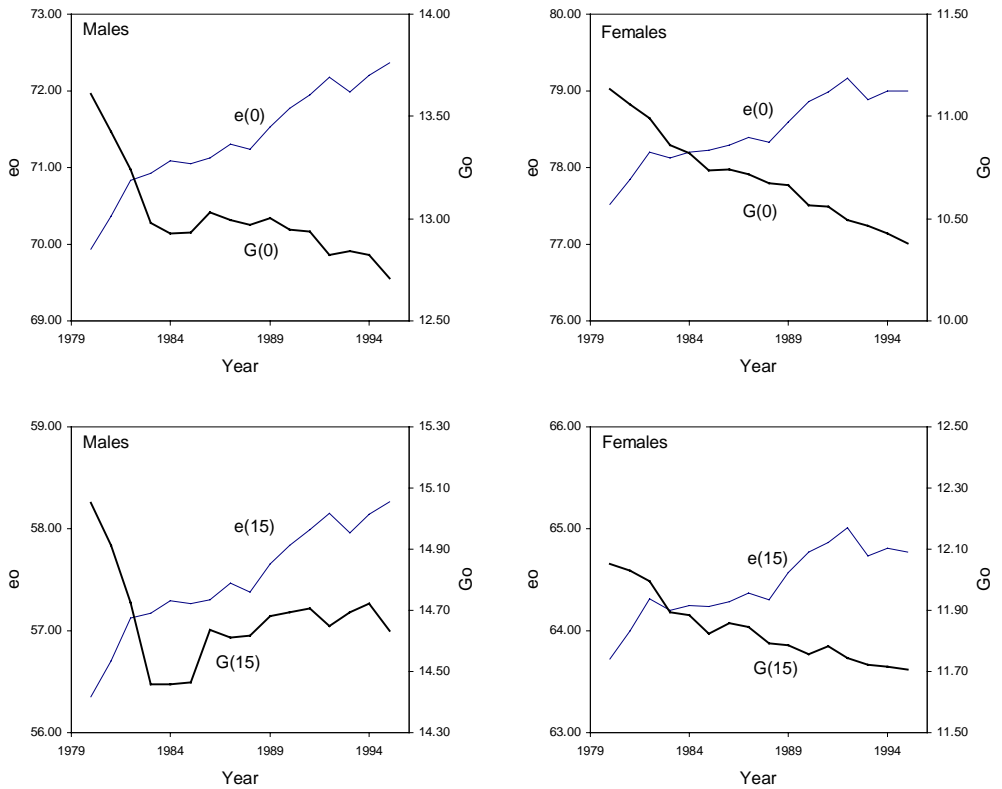 73.00
72.00
71.00
70.00
69.00
eo
Males
e(0)
G(0)
14.00
13.50
13.00
12.50
Go
1979 1984 1989 1994
Year
80.00
79.00
78.00
77.00
76.00
eo
Females
e(0)
G(0)
11.50
11.00
10.50
10.00
Go
1979 1984 1989 1994
Year
59.00
58.00
57.00
56.00
eo
Males
e(15)
G(15)
15.30
15.10
14.90
14.70
14.50
14.30
Go
1979 1984 1989 1994
Year
66.00
65.00
64.00
63.00
eo
Females
e(15)
G(15)
12.50
12.30
12.10
11.90
11.70
11.50
Go
1979 1984 1989 1994
Year